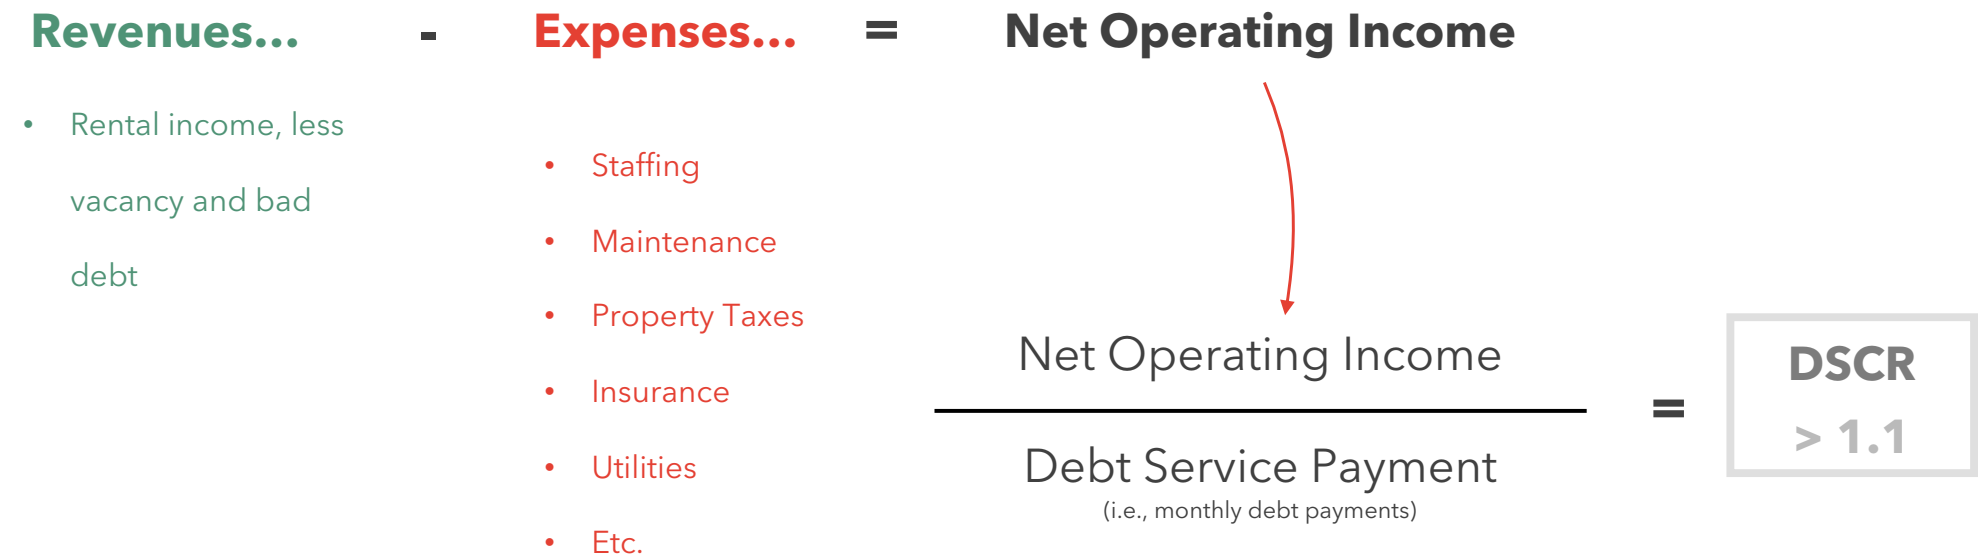 Revenues... - Expenses... = Net Operating Income
• Rental income, less
vacancy and bad
debt
• Staffing
• Maintenance
• Property Taxes
• Insurance
• Utilities
• Etc.
Net Operating Income
Debt Service Payment
(i.e., monthly debt payments)
=
DSCR
> 1.1